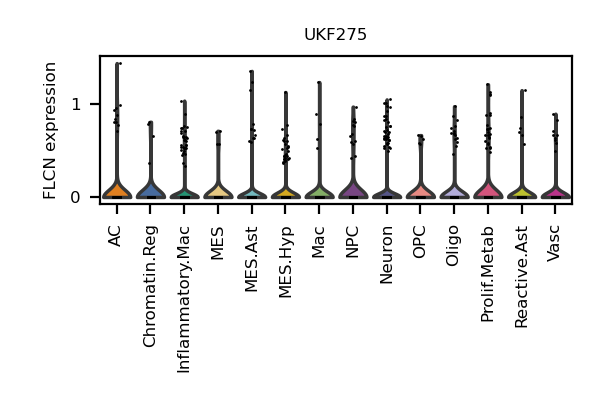 UKF275
FLCN expression
1
0
AC
Chromatin.Reg
Inflammatory.Mac
MES
MES.Ast
MES.Hyp
Mac
NPC
Neuron
OPC
Oligo
Prolif.Metab
Reactive.Ast
Vasc